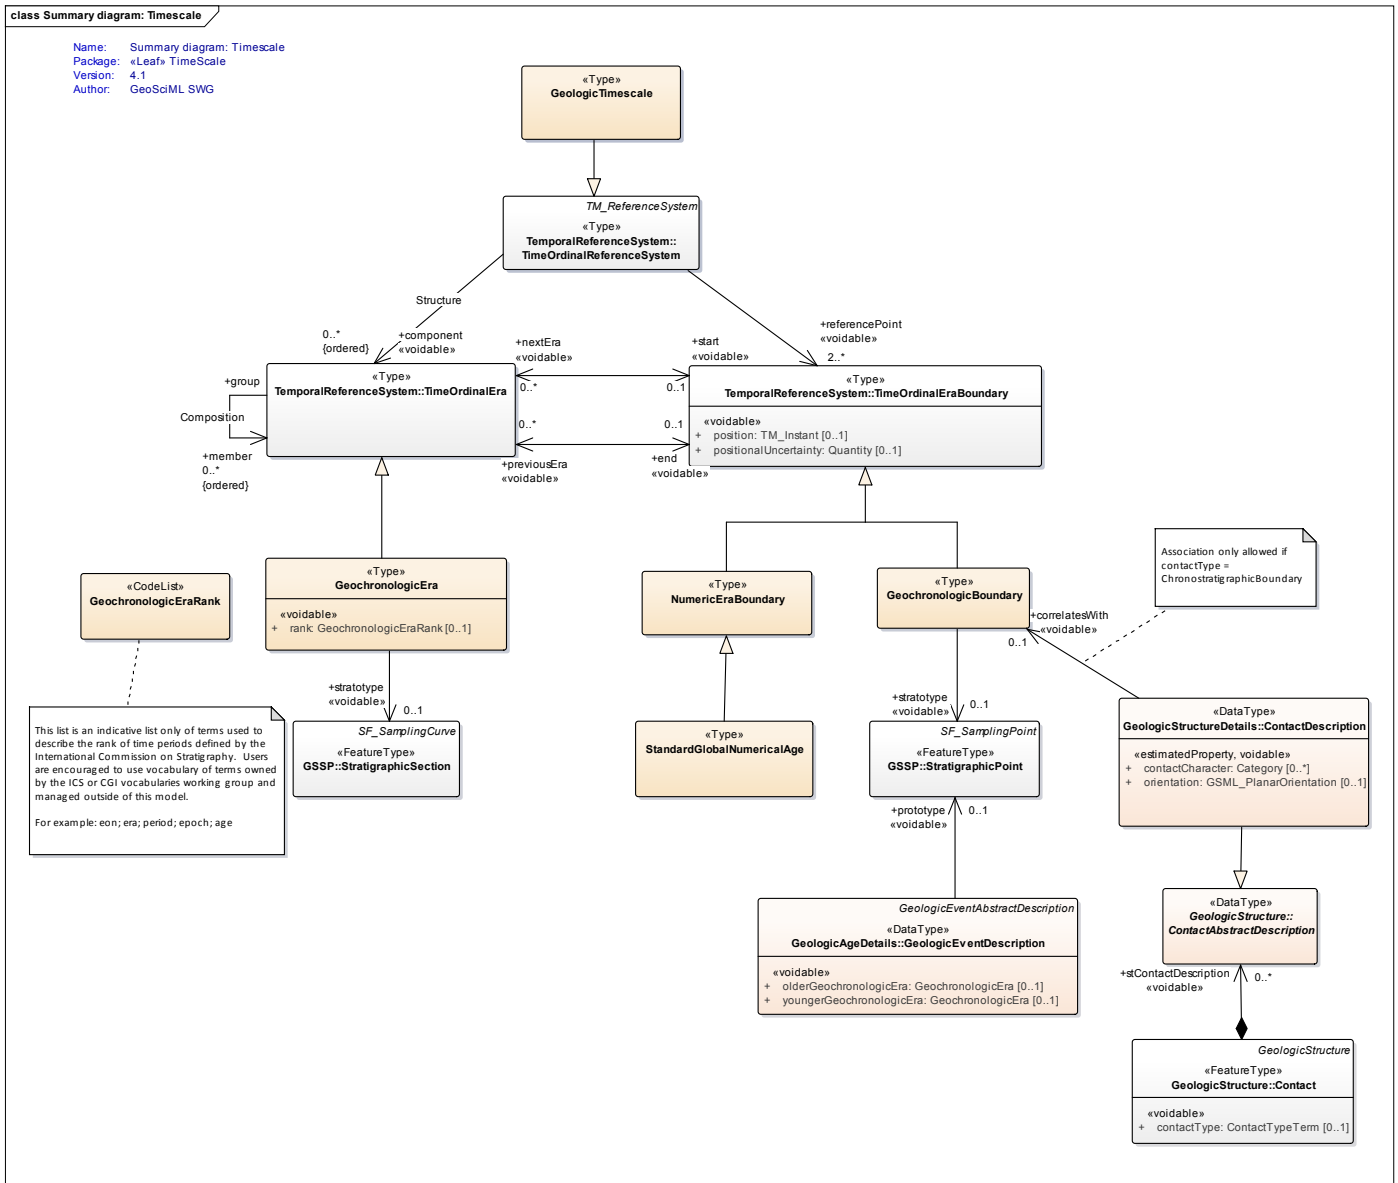 class Summary diagram: Timescale
Name: Summary diagram: Timescale
Package: «Leaf» TimeScale
Version: 4.1
Author: GeoSciML SWG
«Type»
GeologicTimescale
TM_ReferenceSystem
«Type»
TemporalReferenceSystem::
TimeOrdinalReferenceSystem
Structure
0..*
{ordered}
+component
«voidable»
+referencePoint
«voidable»
2..*
+nextEra
«voidable»
0..*
+start
«voidable»
0..1
+group
Composition
+member
0..*
{ordered}
«Type»
TemporalReferenceSystem::TimeOrdinalEra
0..*
+previousEra
«voidable»
0..1
+end
«voidable»
«Type»
TemporalReferenceSystem::TimeOrdinalEraBoundary
«voidable»
+ position: TM_Instant [0..1]
+ positionalUncertainty: Quantity [0..1]
Association only allowed if
contactType =
ChronostratigraphicBoundary
«CodeList»
GeochronologicEraRank
«Type»
GeochronologicEra
«voidable»
+ rank: GeochronologicEraRank [0..1]
«Type»
NumericEraBoundary
«Type»
GeochronologicBoundary
+correlatesWith
«voidable»
0..1
+stratotype
«voidable»
0..1
+stratotype
«voidable»
0..1
This list is an indicative list only of terms used to
describe the rank of time periods defined by the
International Commission on Stratigraphy. Users
are encouraged to use vocabulary of terms owned
by the ICS or CGI vocabularies working group and
managed outside of this model.
For example: eon; era; period; epoch; age
SF_SamplingCurve
«FeatureType»
GSSP::StratigraphicSection
«Type»
StandardGlobalNumericalAge
SF_SamplingPoint
«FeatureType»
GSSP::StratigraphicPoint
«DataType»
GeologicStructureDetails::ContactDescription
«estimatedProperty, voidable»
+ contactCharacter: Category [0..*]
+ orientation: GSML_PlanarOrientation [0..1]
+prototype
«voidable»
0..1
GeologicEventAbstractDescription
«DataType»
GeologicAgeDetails::GeologicEventDescription
«voidable»
+ olderGeochronologicEra: GeochronologicEra [0..1]
+ youngerGeochronologicEra: GeochronologicEra [0..1]
«DataType»
GeologicStructure::
ContactAbstractDescription
+stContactDescription
«voidable»
0..*
GeologicStructure
«FeatureType»
GeologicStructure::Contact
«voidable»
+ contactType: ContactTypeTerm [0..1]